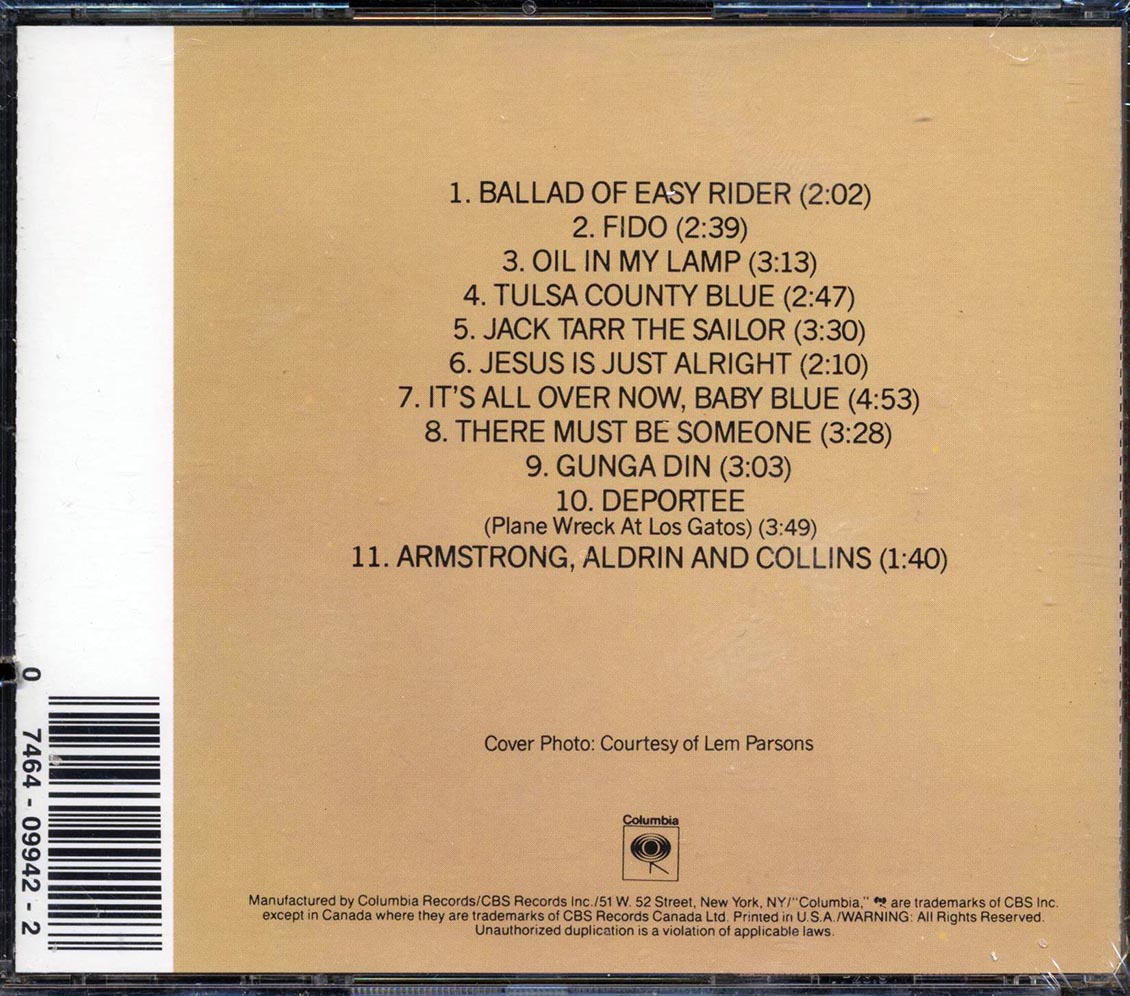 1. BALLAD OF EASY RIDER (2:02)
2. FIDO (2:39)
3. OIL IN MY LAMP (3:13)
4. TULSA COUNTY BLUE (2:47)
5. JACK TARR THE SAILOR (3:30)
6. JESUS IS JUST ALRIGHT (2:10)
7. IT'S ALL OVER NOW, BABY BLUE (4:53)
8. THERE MUST BE SOMEONE (3:28)
9. GUNGA DIN (3:03)
10. DEPORTEE
(Plane Wreck At Los Gatos) (3:49)
11. ARMSTRONG, ALDRIN AND COLLINS (1:40)
Cover Photo: Courtesy of Lem Parsons
Columbia
Manufactured by Columbia Records/CBS Records Inc./51 W. 52 Street, New York, NY/"Columbia," are trademarks of CBS Inc.
except in Canada where they are trademarks of CBS Records Canada Ltd. Printed in U.S.A./WARNING: All Rights Reserved.
Unauthorized duplication is a violation of applicable laws.
0 7464 - 09942 - 2